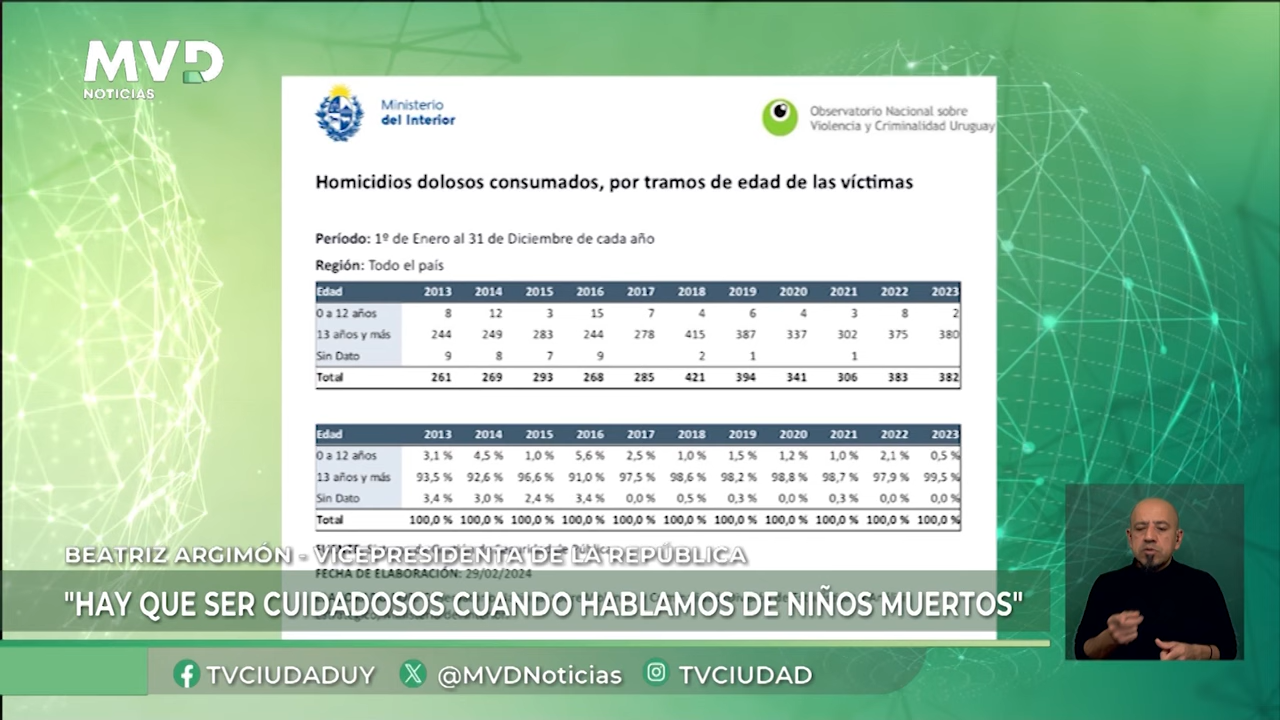 MVD
NOTICIAS
Ministerio
del Interior
Observatorio Nacional sobre
Violencia y Criminalidad Uruguay
Homicidios dolosos consumados, por tramos de edad de las víctimas
Período: 1º de Enero al 31 de Diciembre de cada año
Región: Todo el país
Edad 2013 2014 2015 2016 2017 2018 2019 2020 2021 2022 2023
0 a 12 años 8 12 3 15 7 4 6 4 3 8 2
13 años y más 244 249 283 244 278 415 387 337 302 375 380
Sin Dato 9 8 7 9 2 1 1
Total 261 269 293 268 285 421 394 341 306 383 382
Edad 2013 2014 2015 2016 2017 2018 2019 2020 2021 2022 2023
0 a 12 años 3,1 % 4,5 % 1,0 % 5,6 % 2,5 % 1,0 % 1,5 % 1,2 % 1,0 % 2,1 % 0,5 %
13 años y más 93,5 % 92,6 % 96,6 % 91,0 % 97,5 % 98,6 % 98,2 % 98,8 % 98,7 % 97,9 % 99,5 %
Sin Dato 3,4 % 3,0 % 2,4 % 3,4 % 0,0 % 0,5 % 0,3 % 0,0 % 0,3 % 0,0 % 0,0 %
Total 100,0 % 100,0 % 100,0 % 100,0 % 100,0 % 100,0 % 100,0 % 100,0 % 100,0 % 100,0 % 100,0 %
BEATRIZ ARGIMÓN - VICEPRESIDENTA DE LA REPÚBLICA
FECHA DE ELABORACIÓN: 29/02/2024
"HAY QUE SER CUIDADOSOS CUANDO HABLAMOS DE NIÑOS MUERTOS"
TVCIUDADUY @MVDNoticias TVCIUDAD